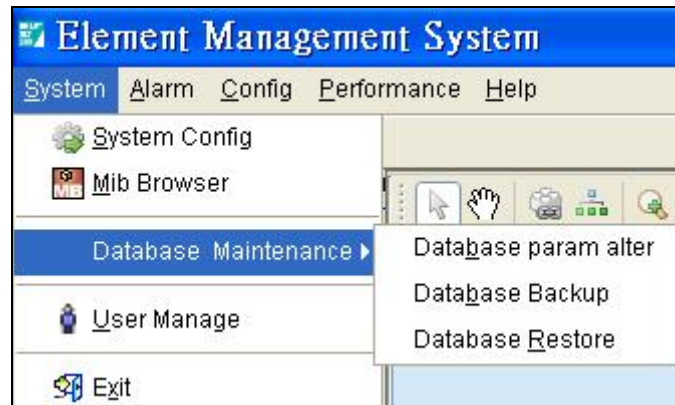 Element Management System
System Alarm Config Performance Help
System Config
Mib Browser
Database Maintenance
Database param alter
Database Backup
Database Restore
User Manage
Exit